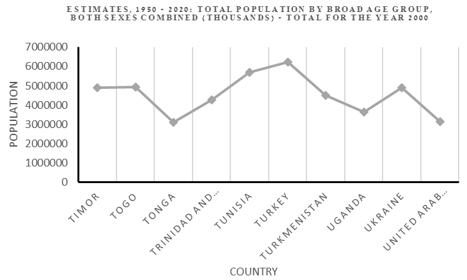 ESTIMATES, 1950 - 2020: TOTAL POPULATION BY BROAD AGE GROUP,
BOTH SEXES COMBINED (THOUSANDS) - TOTAL FOR THE YEAR 2000
POPULATION
7000000
6000000
5000000
4000000
3000000
2000000
1000000
0
TIMOR
TOGO
TONGA
TRINIDAD AND...
TUNISIA
TURKEY
TURKMENISTAN
UGANDA
UKRAINE
UNITED ARAB...
COUNTRY